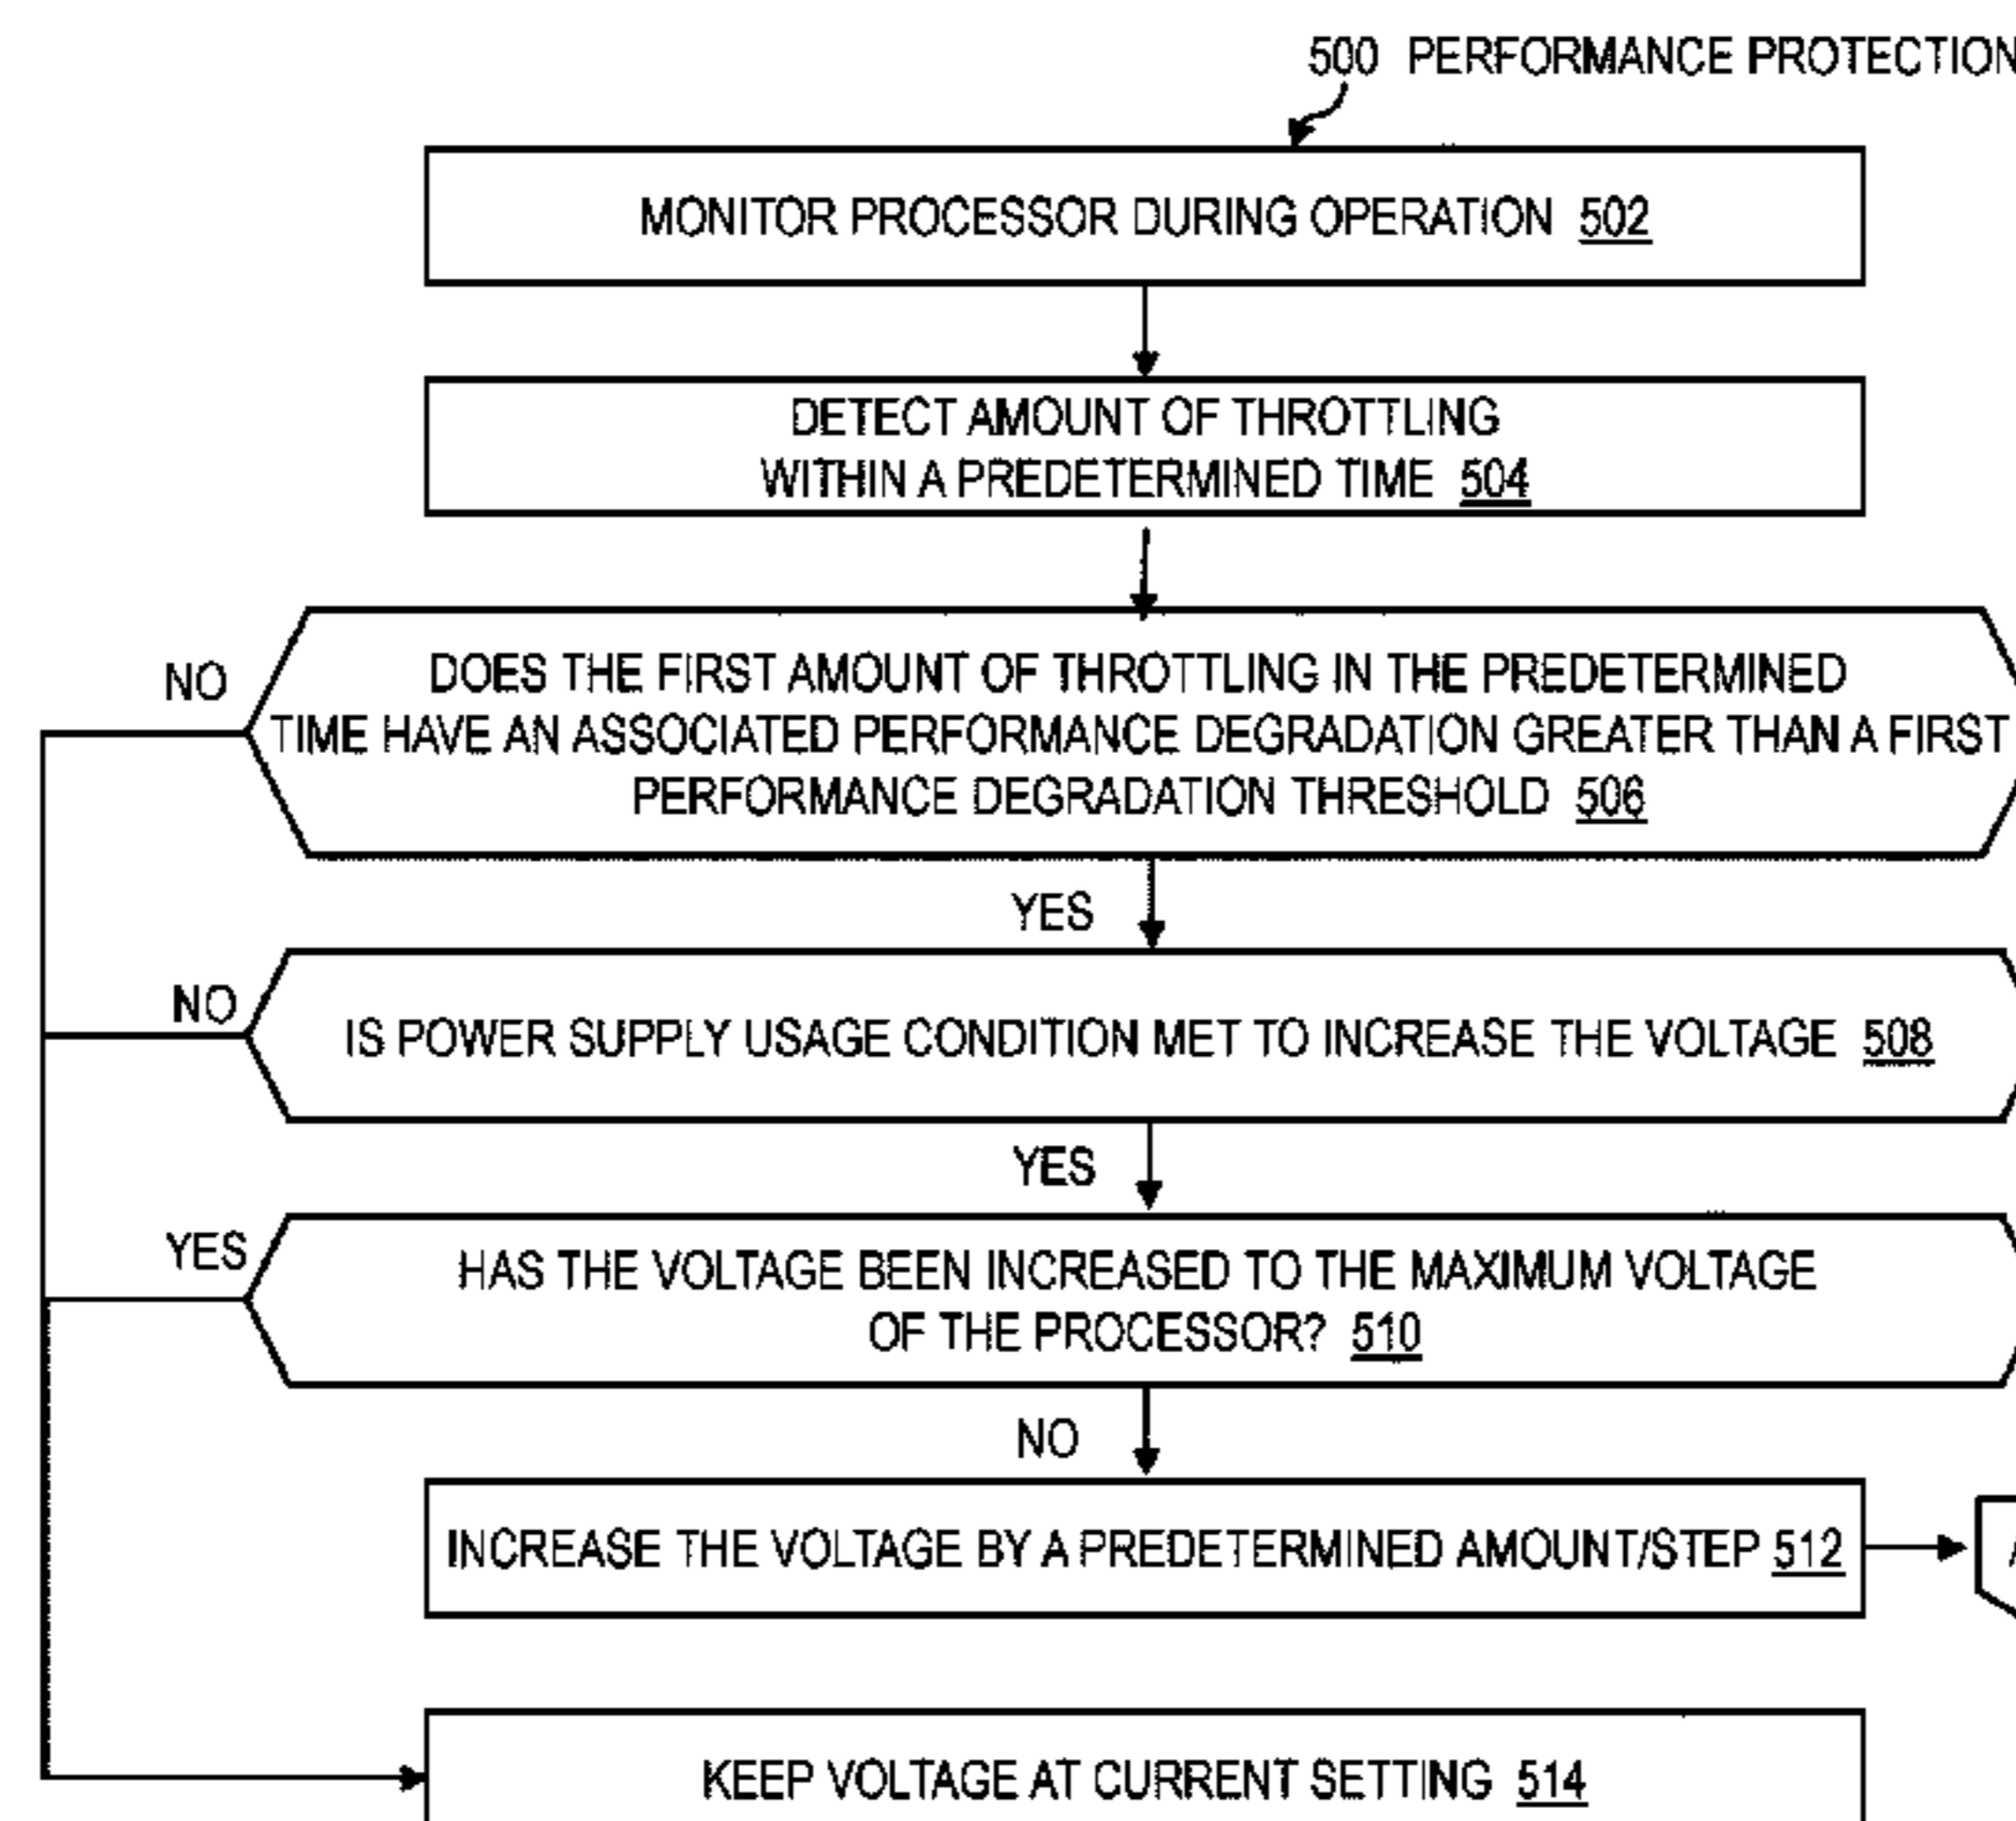 500 PERFORMANCE PROTECTION
MONITOR PROCESSOR DURING OPERATION 502
DETECT AMOUNT OF THROTTLING
WITHIN A PREDETERMINED TIME 504
NO
DOES THE FIRST AMOUNT OF THROTTLING IN THE PREDETERMINED
TIME HAVE AN ASSOCIATED PERFORMANCE DEGRADATION GREATER THAN A FIRST
PERFORMANCE DEGRADATION THRESHOLD 506
YES
NO
IS POWER SUPPLY USAGE CONDITION MET TO INCREASE THE VOLTAGE 508
YES
YES
HAS THE VOLTAGE BEEN INCREASED TO THE MAXIMUM VOLTAGE
OF THE PROCESSOR? 510
NO
INCREASE THE VOLTAGE BY A PREDETERMINED AMOUNT/STEP 512
KEEP VOLTAGE AT CURRENT SETTING 514